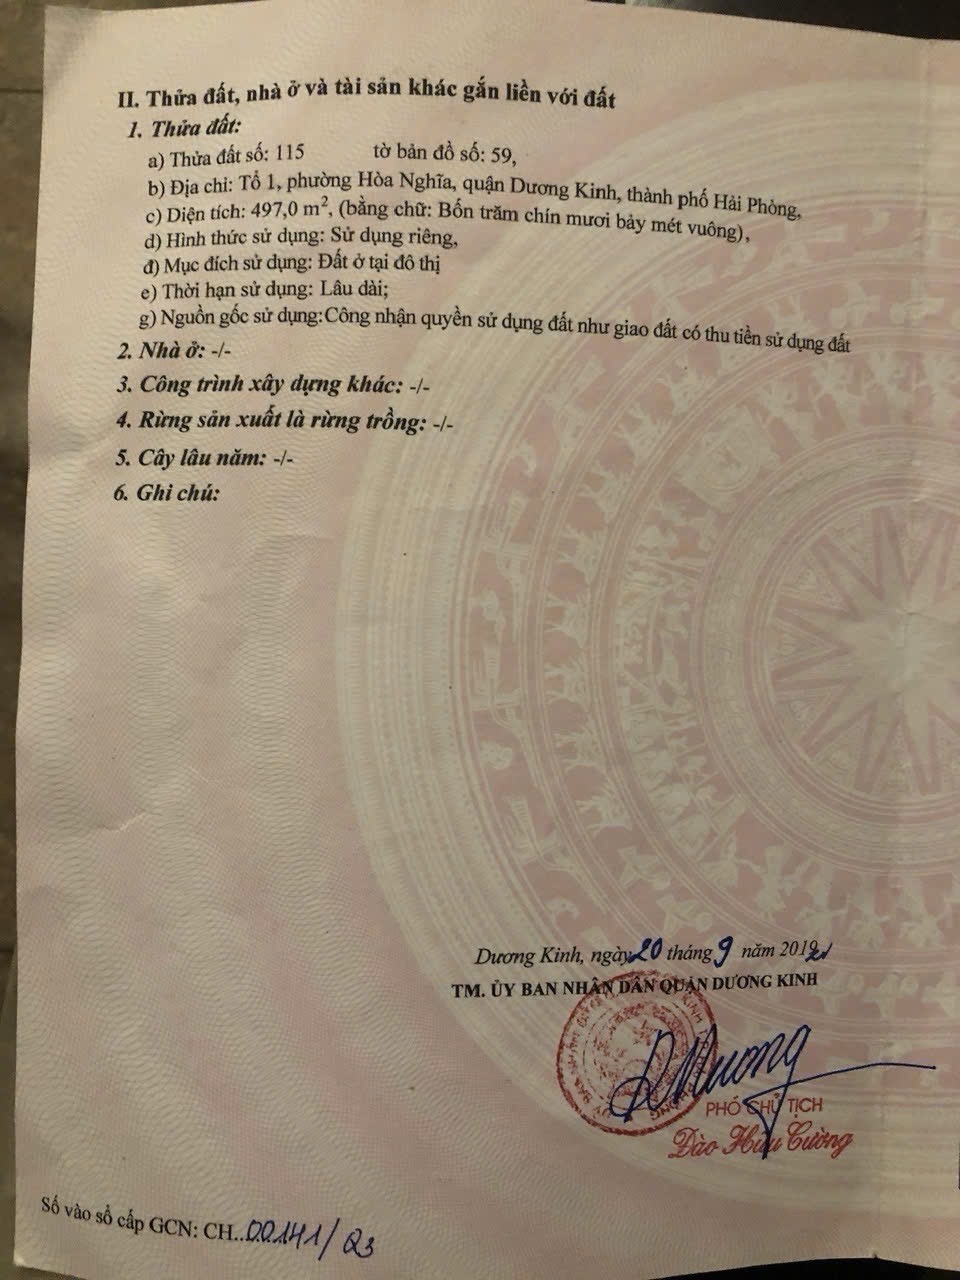 II. Thửa đất, nhà ở và tài sản khác gắn liền với đất
1. Thửa đất:
a) Thửa đất số: 115 tờ bản đồ số: 59,
b) Địa chỉ: Tổ 1, phường Hòa Nghĩa, quận Dương Kinh, thành phố Hải Phòng,
c) Diện tích: 497,0 m², (bằng chữ: Bốn trăm chín mươi bảy mét vuông),
d) Hình thức sử dụng: Sử dụng riêng,
đ) Mục đích sử dụng: Đất ở tại đô thị
e) Thời hạn sử dụng: Lâu dài;
g) Nguồn gốc sử dụng:Công nhận quyền sử dụng đất như giao đất có thu tiền sử dụng đất
2. Nhà ở: -/-
3. Công trình xây dựng khác: -/-
4. Rừng sản xuất là rừng trồng: -/-
5. Cây lâu năm: -/-
6. Ghi chú:
Dương Kinh, ngày 20 tháng 9 năm 2019
TM. ỦY BAN NHÂN DÂN QUẬN DƯƠNG KINH
PHÓ CHỦ TỊCH
Đào Hữu Cường
Số vào sổ cấp GCN: CH...00141/Q3